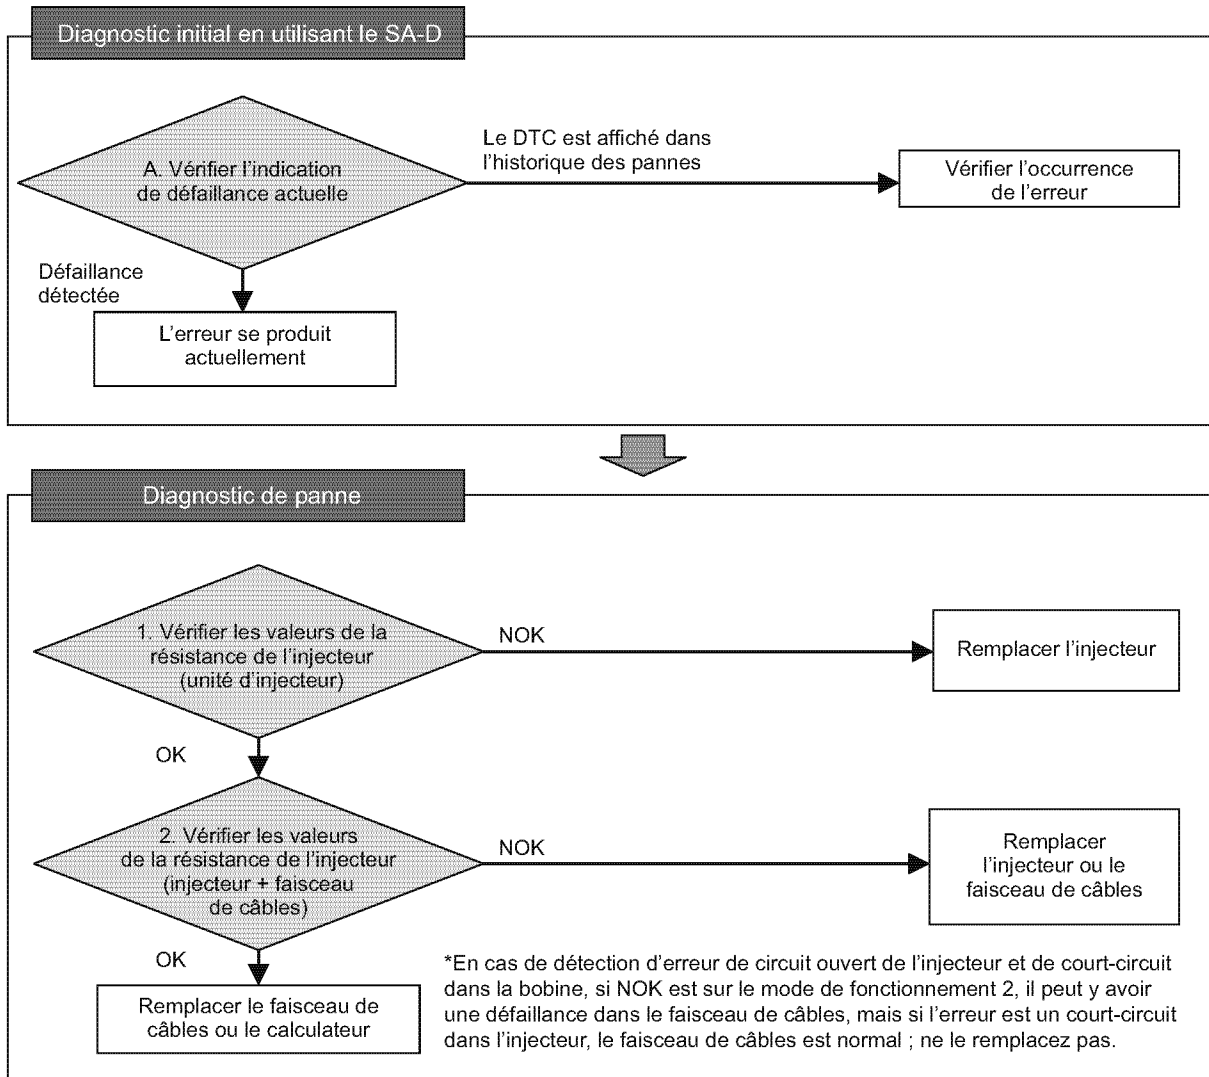 Diagnostic initial en utilisant le SA-D
A. Vérifier l'indication
de défaillance actuelle
Le DTC est affiché dans
l'historique des pannes
Vérifier l'occurrence
de l'erreur
Défaillance
détectée
L'erreur se produit
actuellement
Diagnostic de panne
1. Vérifier les valeurs de la
résistance de l'injecteur
(unité d'injecteur)
NOK
Remplacer l'injecteur
OK
2. Vérifier les valeurs
de la résistance de l'injecteur
(injecteur + faisceau
de câbles)
NOK
Remplacer
l'injecteur ou le
faisceau de câbles
OK
Remplacer le faisceau de
câbles ou le calculateur
*En cas de détection d'erreur de circuit ouvert de l'injecteur et de court-circuit
dans la bobine, si NOK est sur le mode de fonctionnement 2, il peut y avoir
une défaillance dans le faisceau de câbles, mais si l'erreur est un court-circuit
dans l'injecteur, le faisceau de câbles est normal ; ne le remplacez pas.